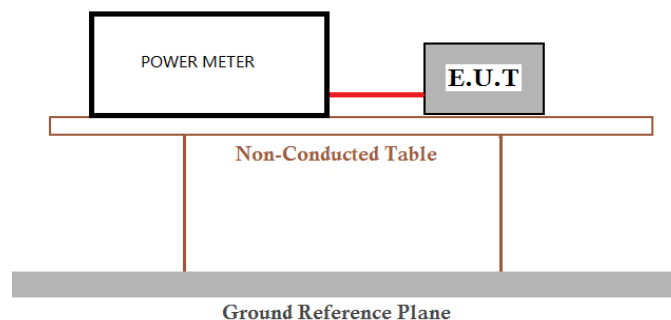 POWER METER
E.U.T
Non-Conducted Table
Ground Reference Plane